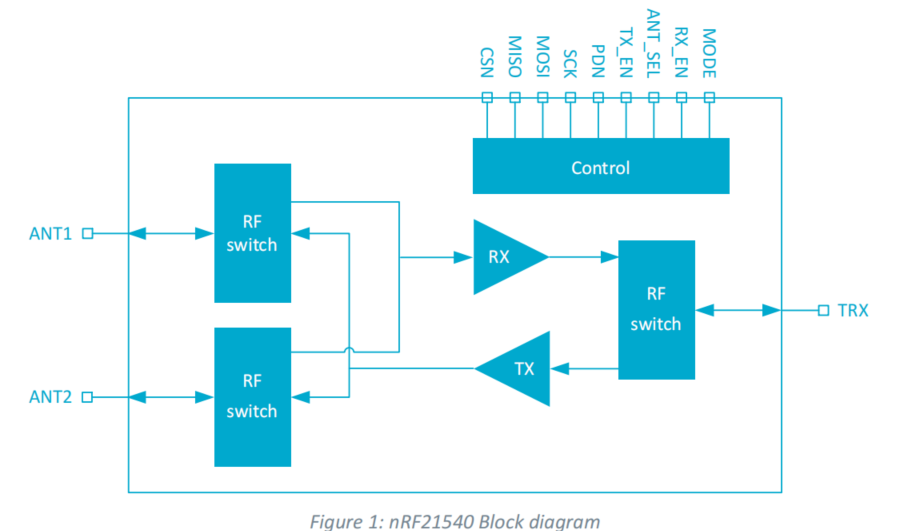 CSN
MISO
MOSI
SCK
PDN
TX_EN
ANT_SEL
RX_EN
MODE
Control
RF
switch
ANT1
RX
RF
switch
TRX
RF
switch
ANT2
TX
Figure 1: nRF21540 Block diagram